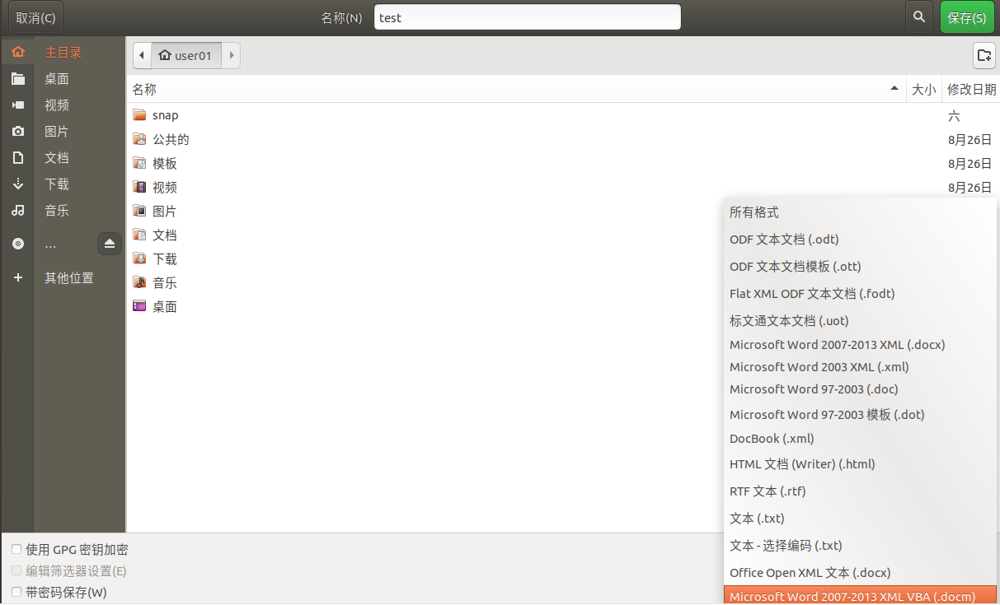 取消(C) 名称(N) test 保存(S)
主目录
桌面
视频
图片
文档
下载
音乐
...
其他位置
user01
名称 大小 修改日期
snap 六
公共的 8月26日
模板 8月26日
视频 8月26日
图片
文档
下载
音乐
桌面
所有格式
ODF 文本文档 (.odt)
ODF 文本文档模板 (.ott)
Flat XML ODF 文本文档 (.fodt)
标文通文本文档 (.uot)
Microsoft Word 2007-2013 XML (.docx)
Microsoft Word 2003 XML (.xml)
Microsoft Word 97-2003 (.doc)
Microsoft Word 97-2003 模板 (.dot)
DocBook (.xml)
HTML 文档 (Writer) (.html)
RTF 文本 (.rtf)
文本 (.txt)
文本 - 选择编码 (.txt)
Office Open XML 文本 (.docx)
Microsoft Word 2007-2013 XML VBA (.docm)
使用 GPG 密钥加密
编辑筛选器设置(E)
带密码保存(W)